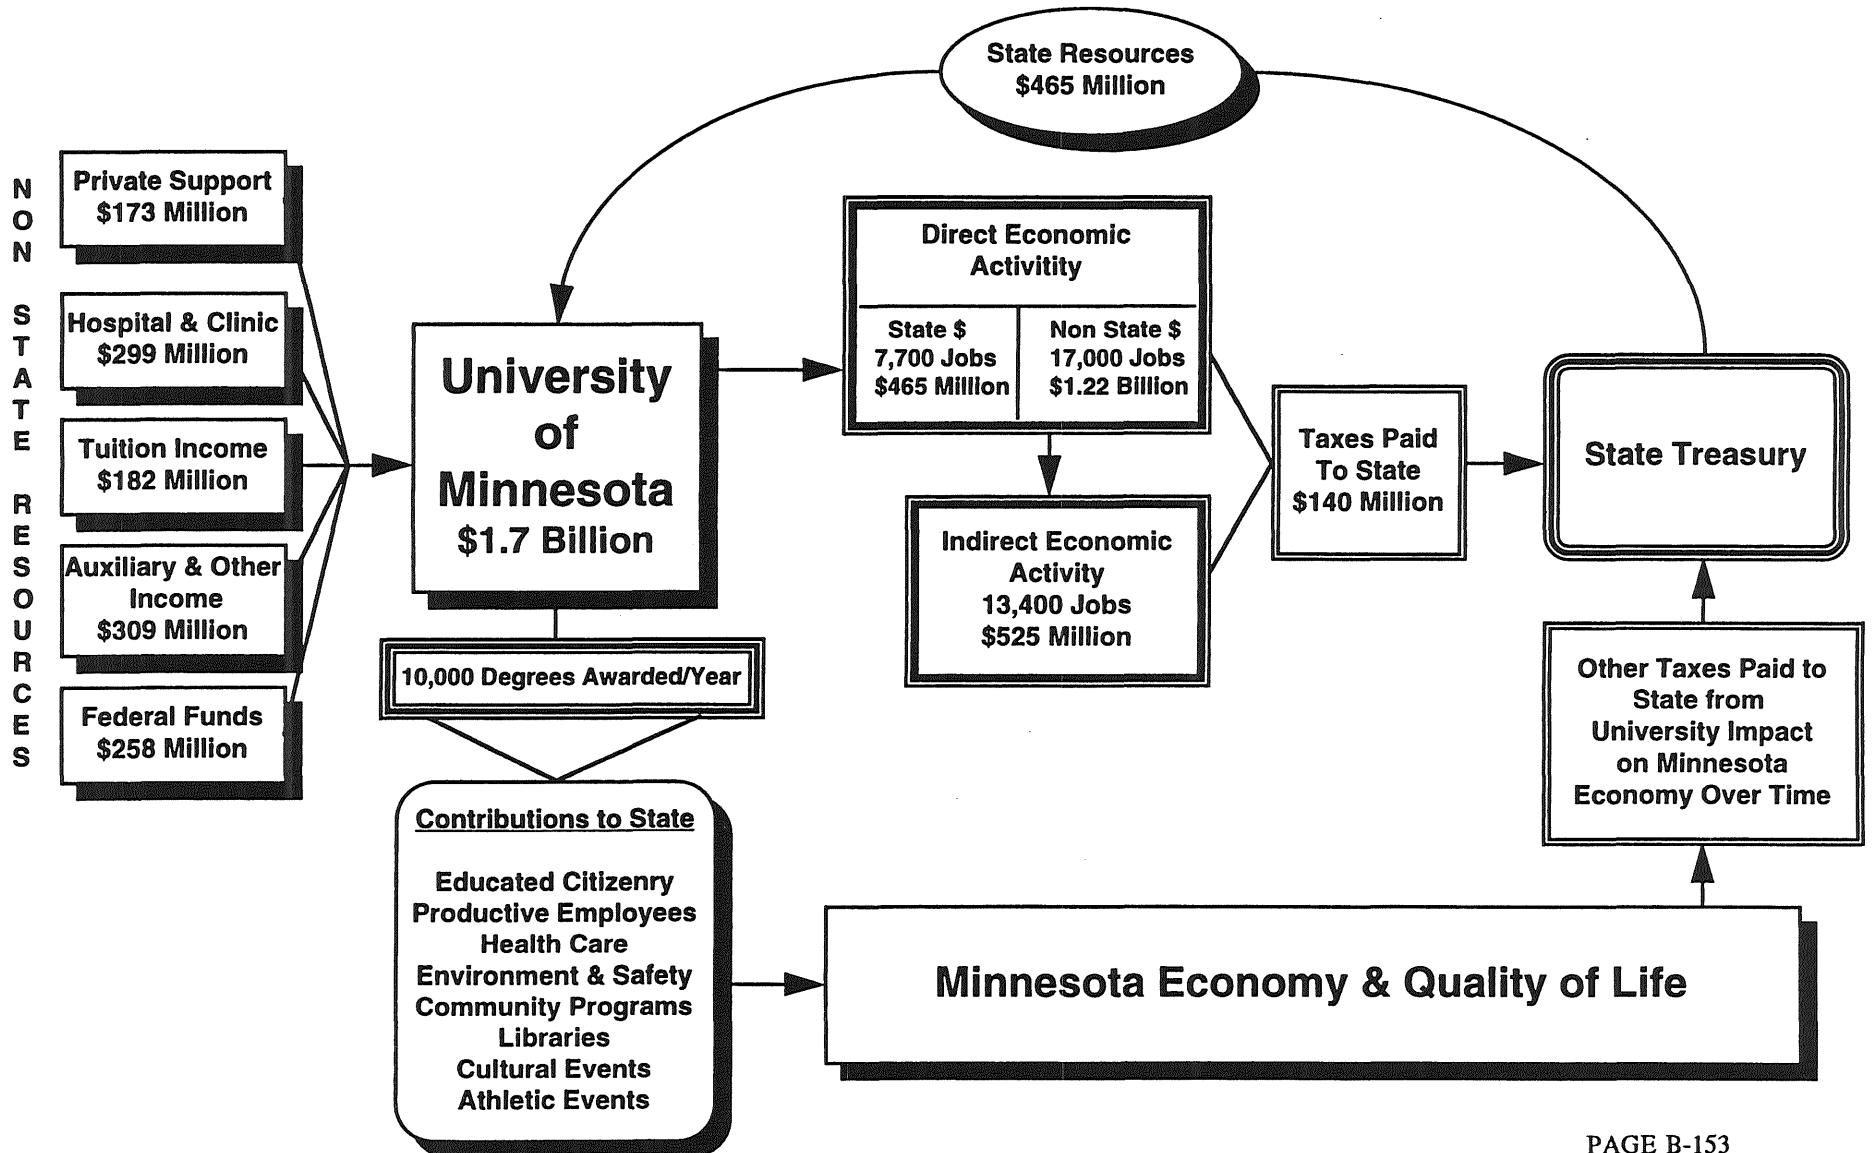 State Resources
$465 Million
NON STATE RESOURCES
Private Support
$173 Million
Hospital & Clinic
$299 Million
Tuition Income
$182 Million
Auxiliary & Other
Income
$309 Million
Federal Funds
$258 Million
University
of
Minnesota
$1.7 Billion
Direct Economic
Activitity
State $
7,700 Jobs
$465 Million
Non State $
17,000 Jobs
$1.22 Billion
Indirect Economic
Activity
13,400 Jobs
$525 Million
Taxes Paid
To State
$140 Million
State Treasury
10,000 Degrees Awarded/Year
Contributions to State
Educated Citizenry
Productive Employees
Health Care
Environment & Safety
Community Programs
Libraries
Cultural Events
Athletic Events
Minnesota Economy & Quality of Life
Other Taxes Paid to
State from
University Impact
on Minnesota
Economy Over Time
PAGE B-153